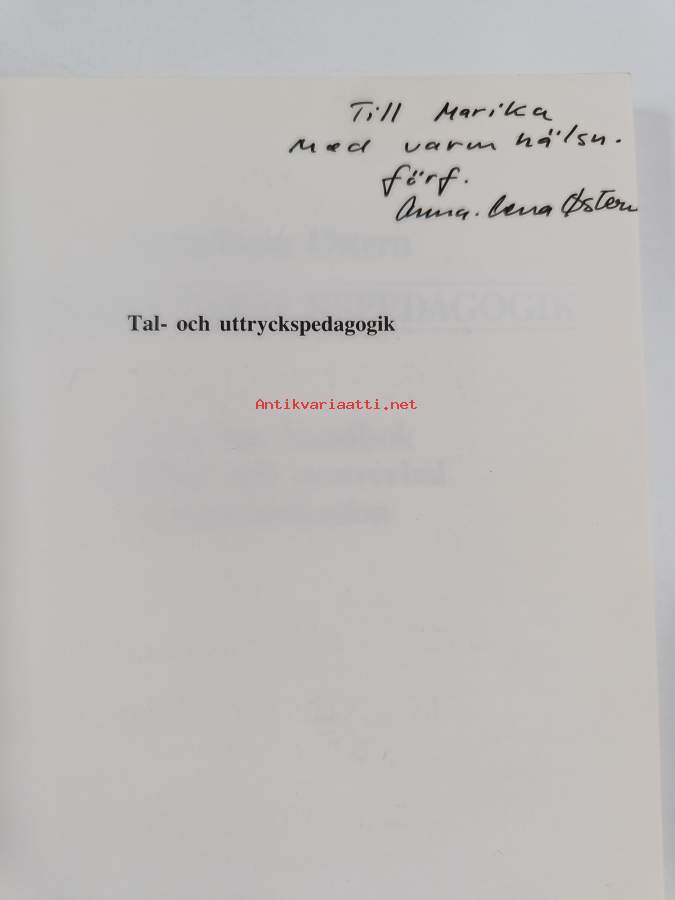 Till Marika
Med varm hälsn.
förf.
Anna-Lena Østern
Tal- och uttryckspedagogik
Antikvariaatti.net